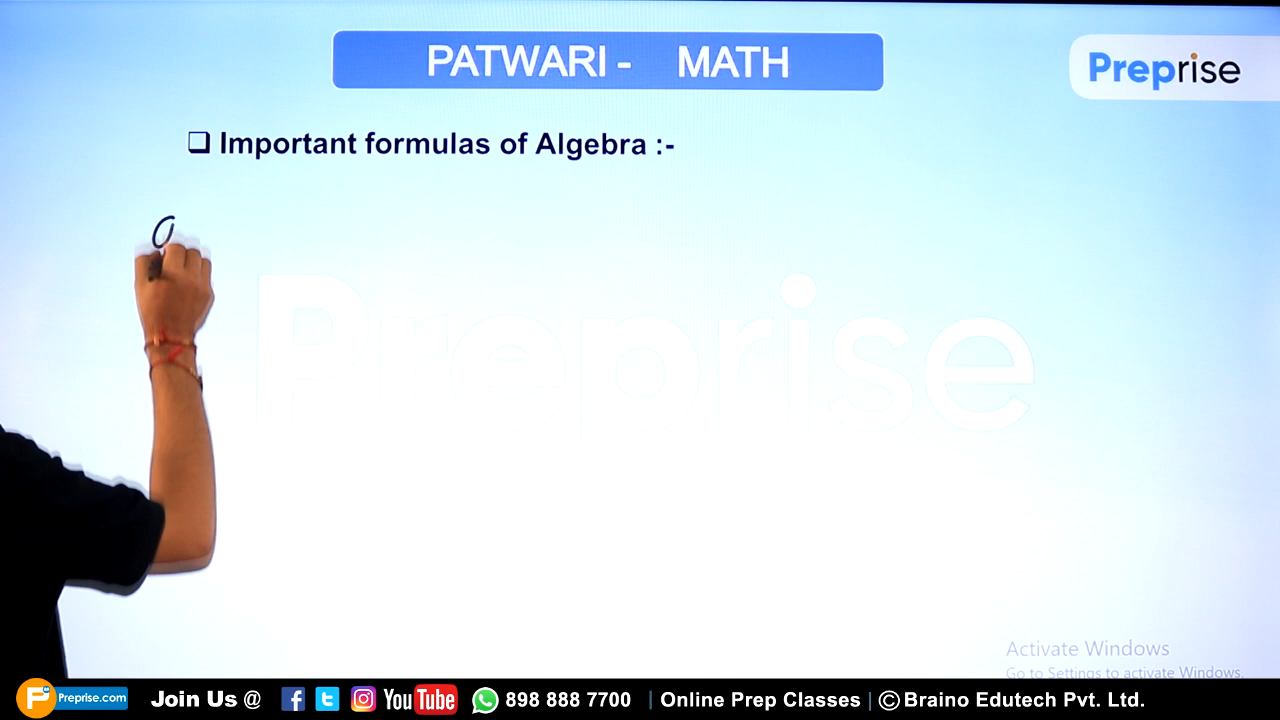 PATWARI - MATH
Preprise
❑ Important formulas of Algebra :-
Preprise
Activate Windows
Go to Settings to activate Windows.
P Preprise.com Join Us @ YouTube 898 888 7700 | Online Prep Classes | © Braino Edutech Pvt. Ltd.